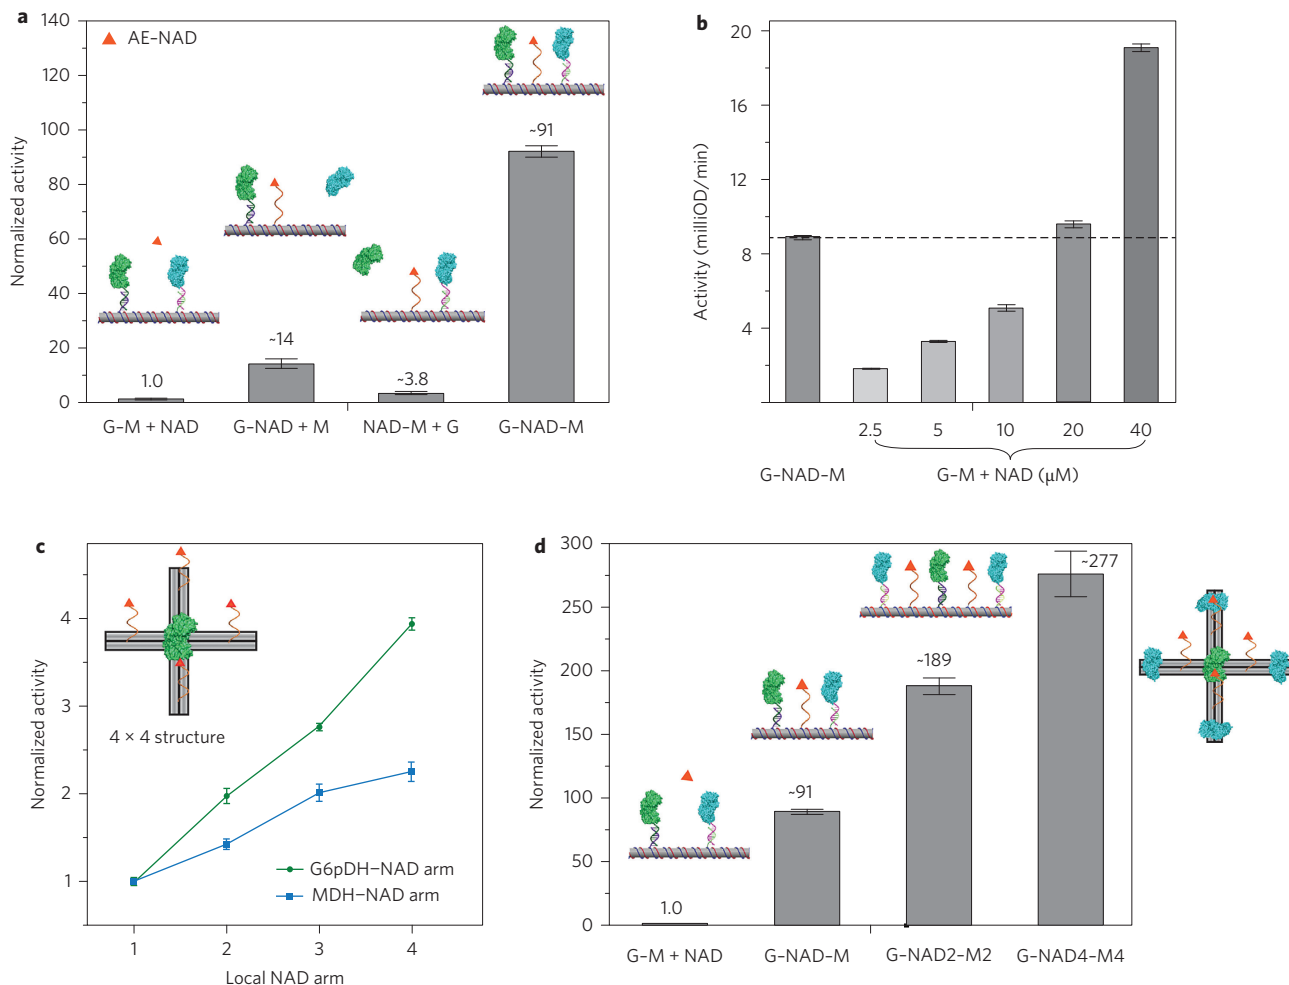 a
140
120
100
80
60
40
20
0
Normalized activity
AE-NAD
1.0
~14
~3.8
~91
G-M + NAD
G-NAD + M
NAD-M + G
G-NAD-M
b
20
16
12
8
4
Activity (milliOD/min)
2.5
5
10
20
40
G-NAD-M
G-M + NAD (μM)
c
4
3
2
1
Normalized activity
4 × 4 structure
G6pDH–NAD arm
MDH–NAD arm
1
2
3
4
Local NAD arm
d
300
250
200
150
100
50
0
Normalized activity
1.0
~91
~189
~277
G-M + NAD
G-NAD-M
G-NAD2-M2
G-NAD4-M4